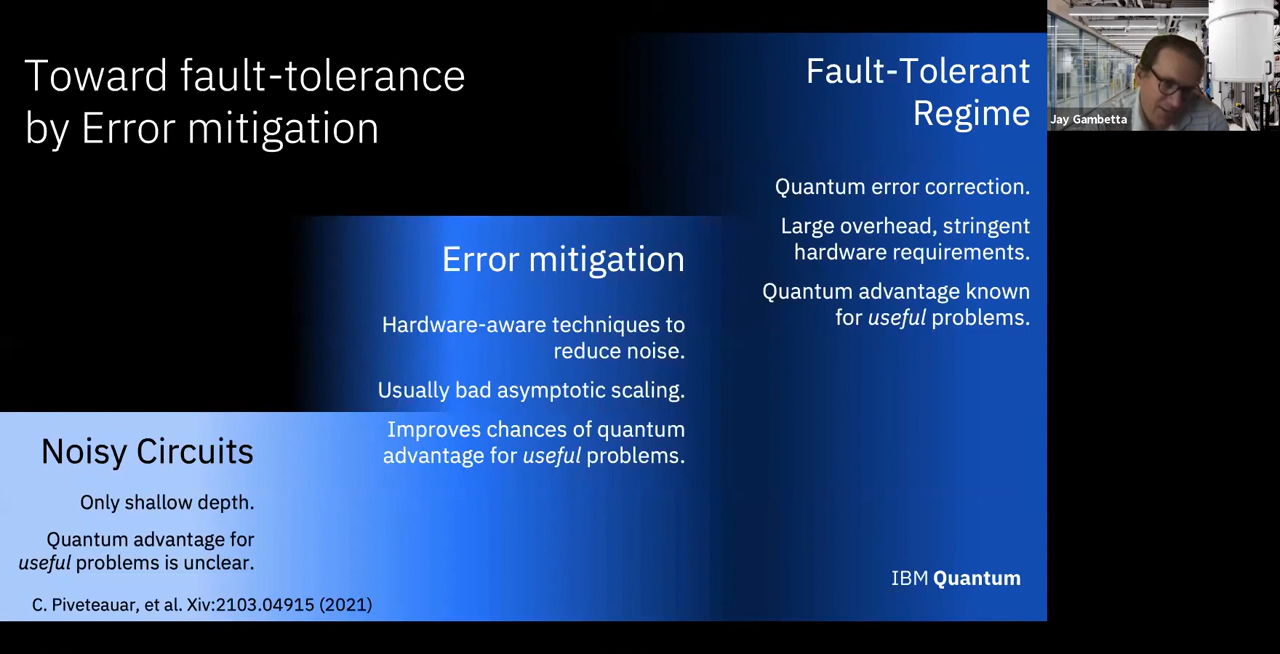 Toward fault-tolerance
by Error mitigation
Fault-Tolerant
Regime
Quantum error correction.
Large overhead, stringent
hardware requirements.
Quantum advantage known
for useful problems.
Jay Gambetta
Error mitigation
Hardware-aware techniques to
reduce noise.
Usually bad asymptotic scaling.
Improves chances of quantum
advantage for useful problems.
Noisy Circuits
Only shallow depth.
Quantum advantage for
useful problems is unclear.
C. Piveteauar, et al. Xiv:2103.04915 (2021)
IBM Quantum